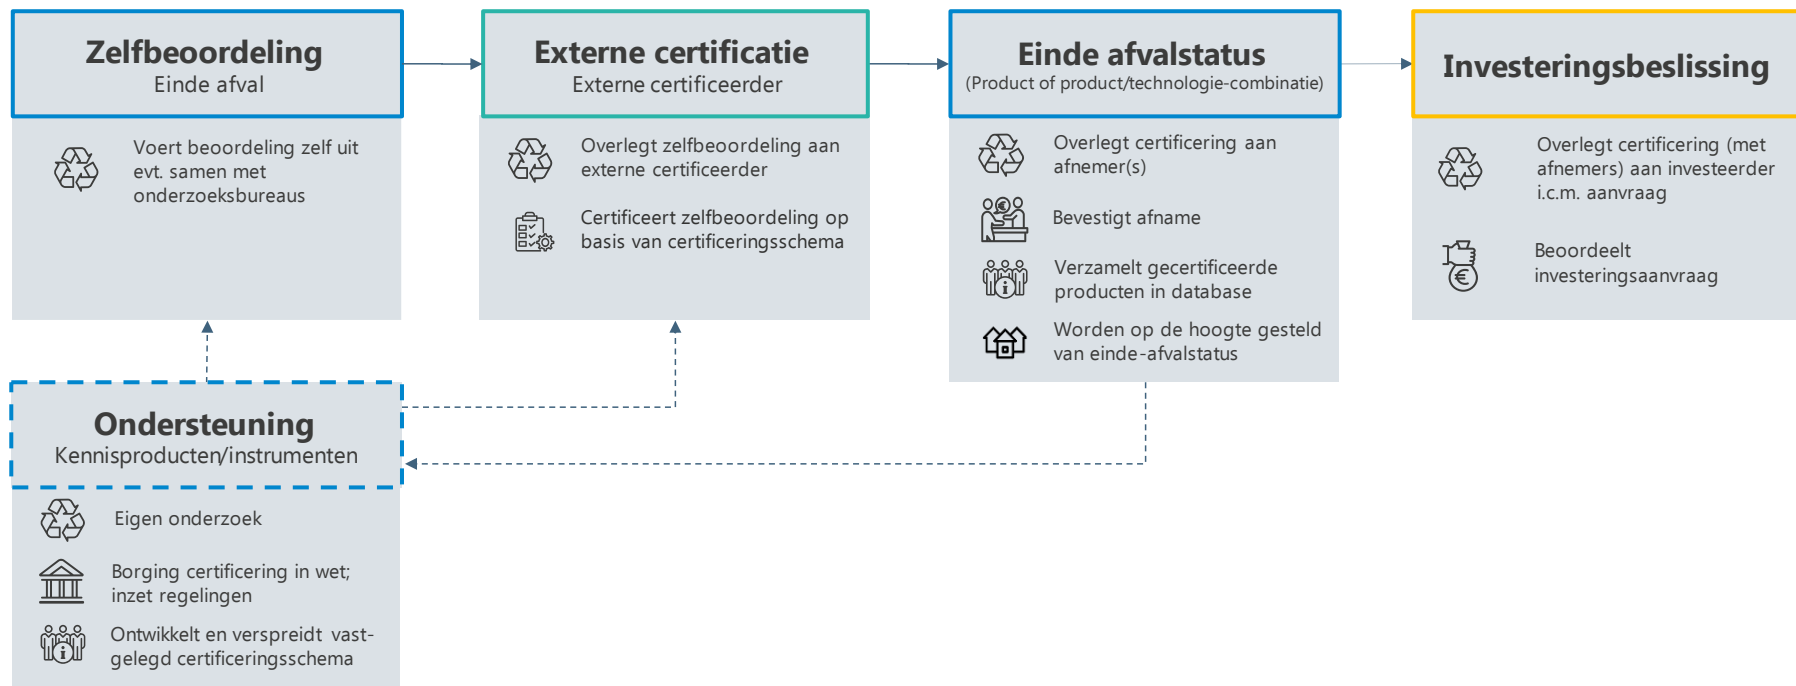 Zelfbeoordeling
Einde afval
Voert beoordeling zelf uit
evt. samen met
onderzoeksbureaus
Externe certificatie
Externe certificeerder
Overlegt zelfbeoordeling aan
externe certificeerder
Certificeert zelfbeoordeling op
basis van certificeringsschema
Einde afvalstatus
(Product of product/technologie-combinatie)
Overlegt certificering aan
afnemer(s)
Bevestigt afname
Verzamelt gecertificeerde
producten in database
Worden op de hoogte gesteld
van einde-afvalstatus
Investeringsbeslissing
Overlegt certificering (met
afnemers) aan investeerder
i.c.m. aanvraag
Beoordeelt
investeringsaanvraag
Ondersteuning
Kennisproducten/instrumenten
Eigen onderzoek
Borging certificering in wet;
inzet regelingen
Ontwikkelt en verspreidt vast-
gelegd certificeringsschema